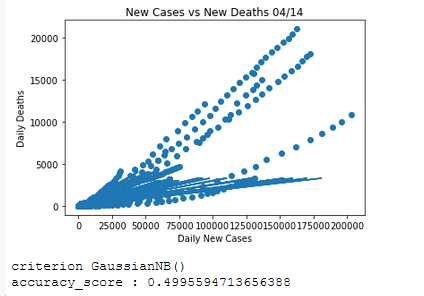 New Cases vs New Deaths 04/14
20000
15000
10000
5000
0
Daily Deaths
0 25000 50000 75000 100000 125000 150000 175000 200000
Daily New Cases
criterion GaussianNB()
accuracy_score : 0.4995594713656388